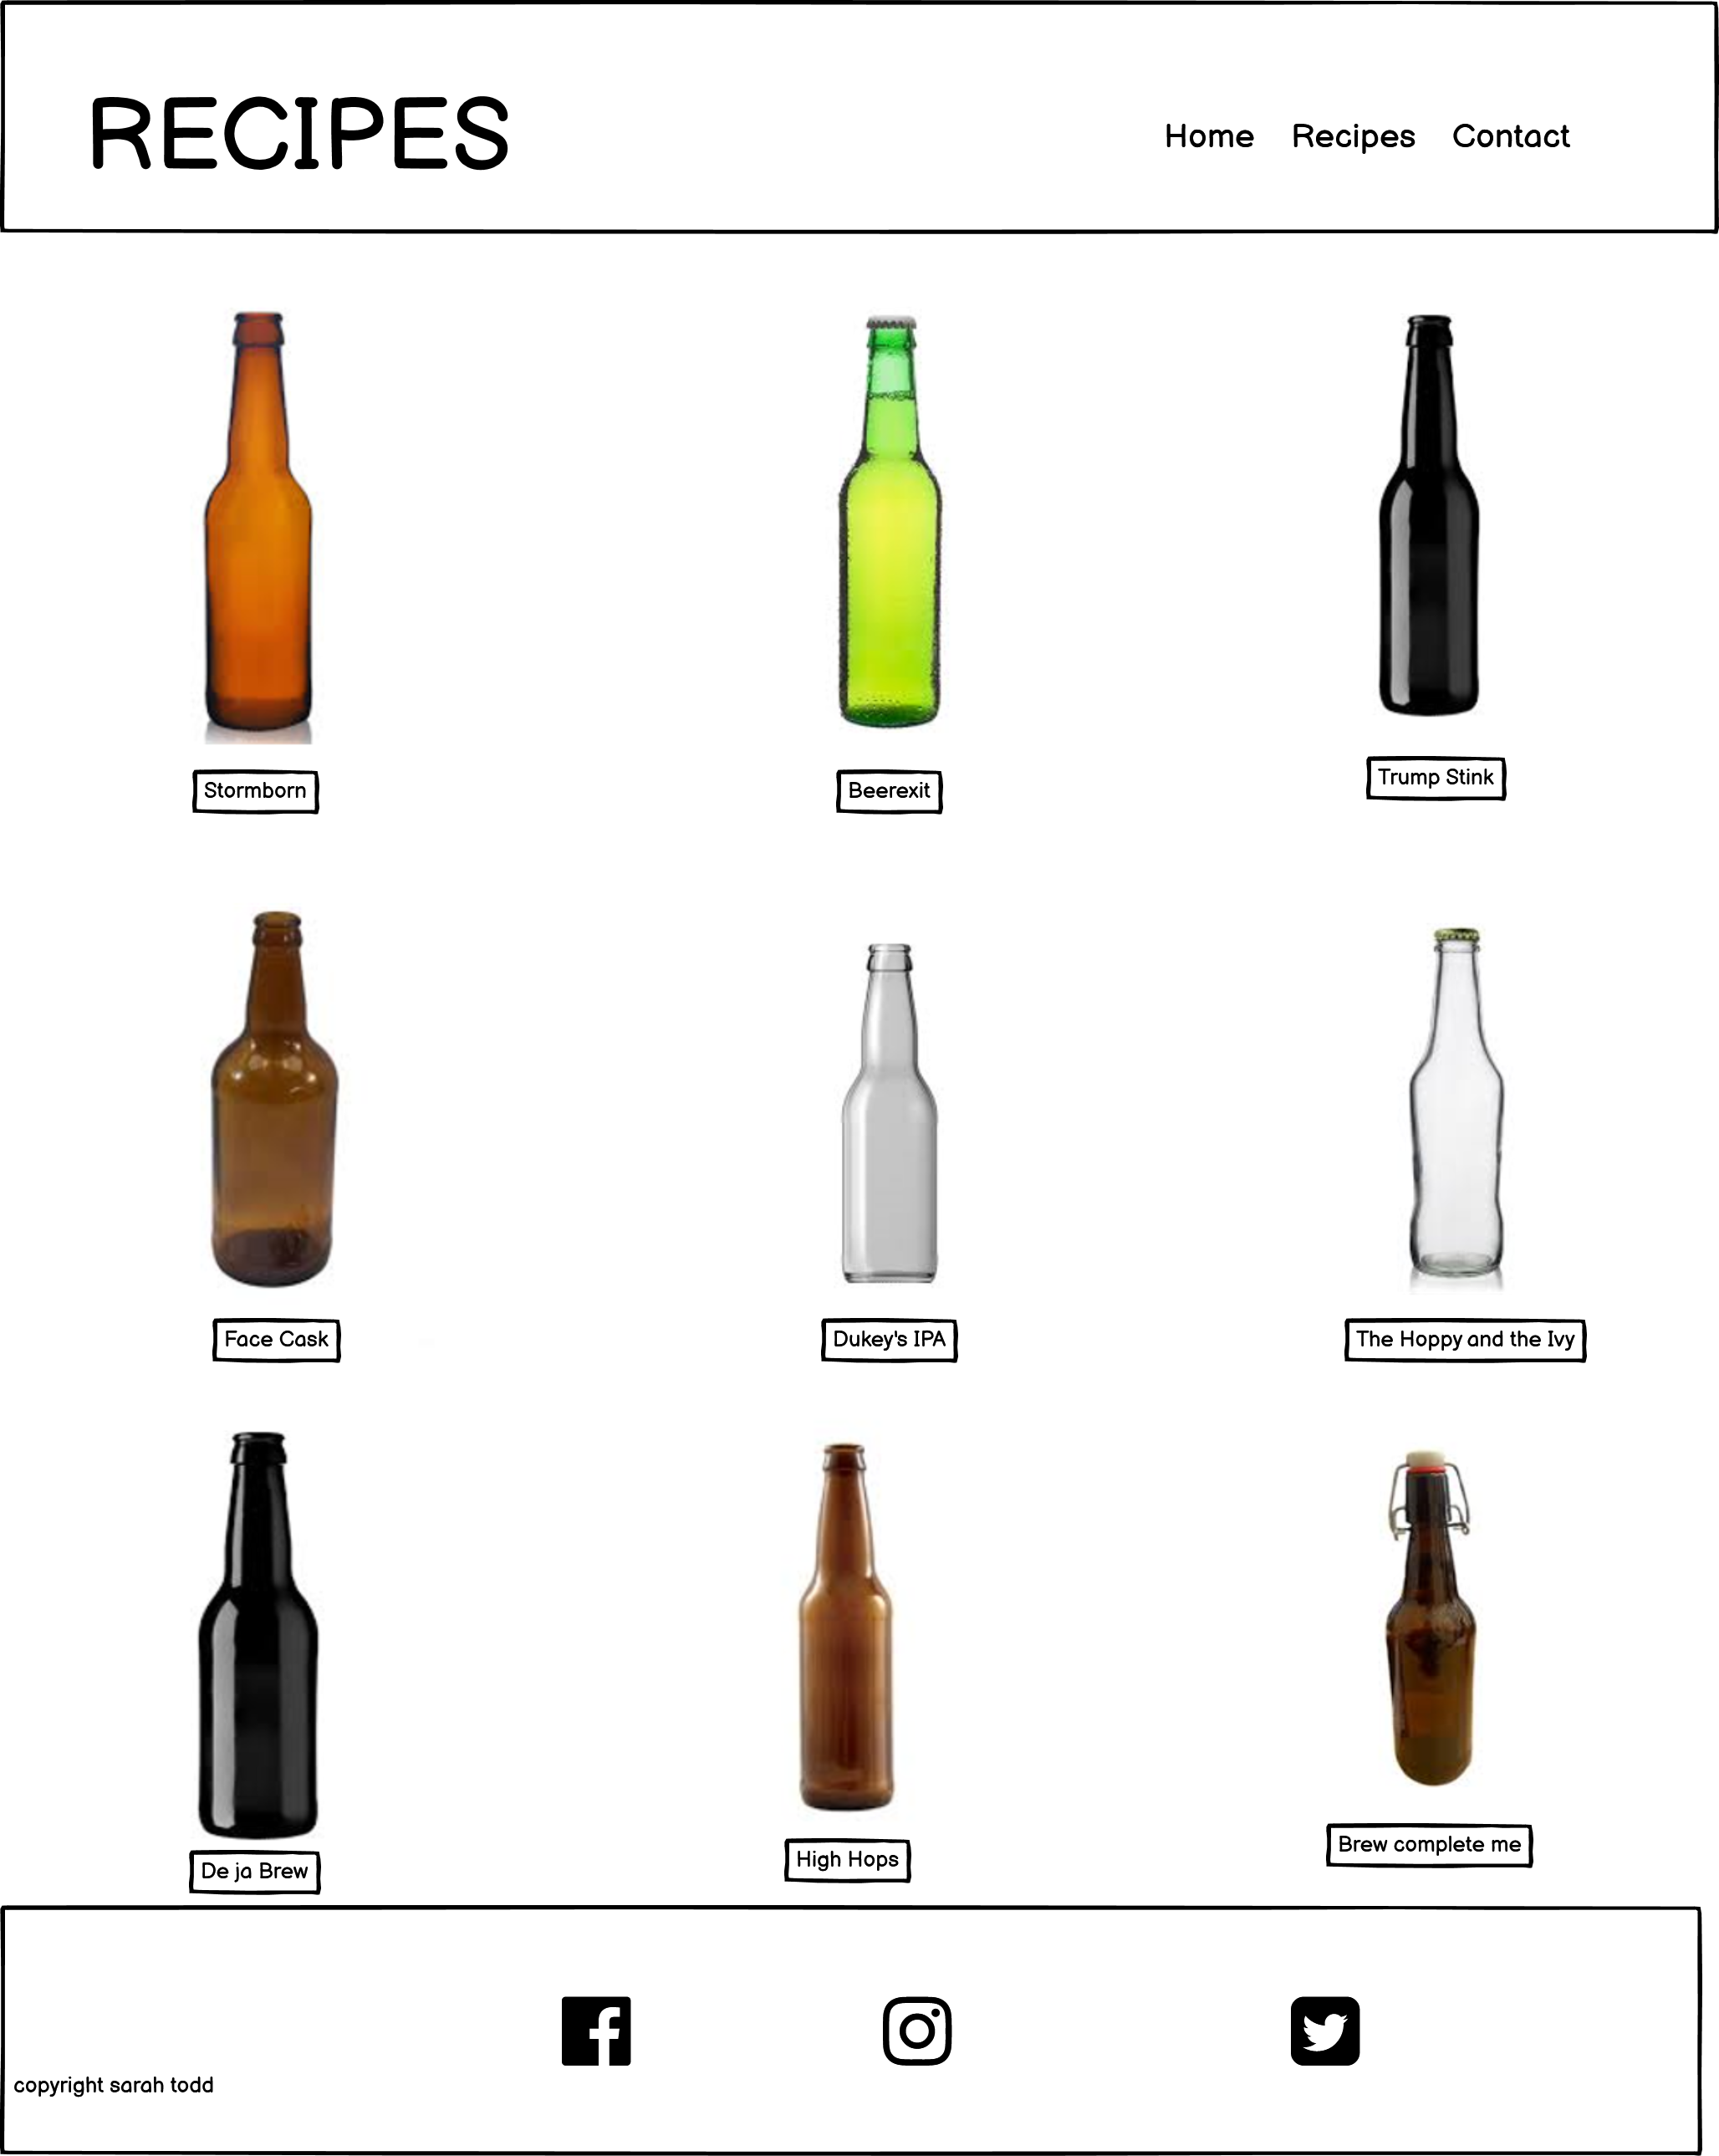 RECIPES
Home Recipes Contact
Stormborn
Beerexit
Trump Stink
Face Cask
Dukey's IPA
The Hoppy and the Ivy
De ja Brew
High Hops
Brew complete me
copyright sarah todd